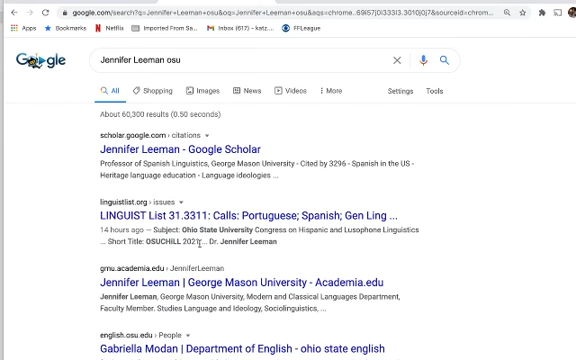 google.com/search?q=Jennifer+Leeman+osu&oq=Jennifer+Leeman+osu&aqs=chrome..69i57j0i333l3.3010j0j7&sourceid=chrom...
Apps Bookmarks Netflix Imported From Sa... Inbox (617) - katz... FFLeague
Google
Jennifer Leeman osu
All Shopping Images News Videos More Settings Tools
About 60,300 results (0.50 seconds)
scholar.google.com › citations
Jennifer Leeman - Google Scholar
Professor of Spanish Linguistics, George Mason University - Cited by 3296 - Spanish in the US -
Heritage language education - Language ideologies ...
linguistlist.org › issues
LINGUIST List 31.3311: Calls: Portuguese; Spanish; Gen Ling ...
14 hours ago — Subject: Ohio State University Congress on Hispanic and Lusophone Linguistics
... Short Title: OSUCHiLL 2021 ... Dr. Jennifer Leeman
gmu.academia.edu › JenniferLeeman
Jennifer Leeman | George Mason University - Academia.edu
Jennifer Leeman, George Mason University, Modern and Classical Languages Department,
Faculty Member. Studies Language and Ideology, Sociolinguistics, ...
english.osu.edu › People
Gabriella Modan | Department of English - ohio state english